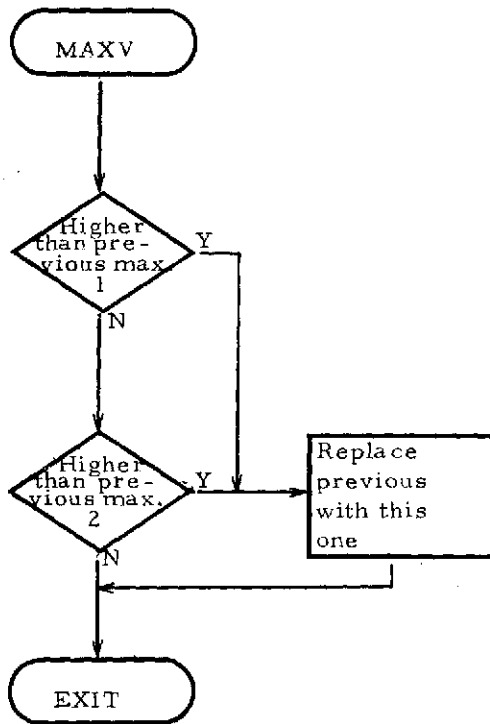 MAXV
Higher
than pre-
vious max.
1
Y
N
Higher
than pre-
vious max.
2
Y
N
Replace
previous
with this
one
EXIT